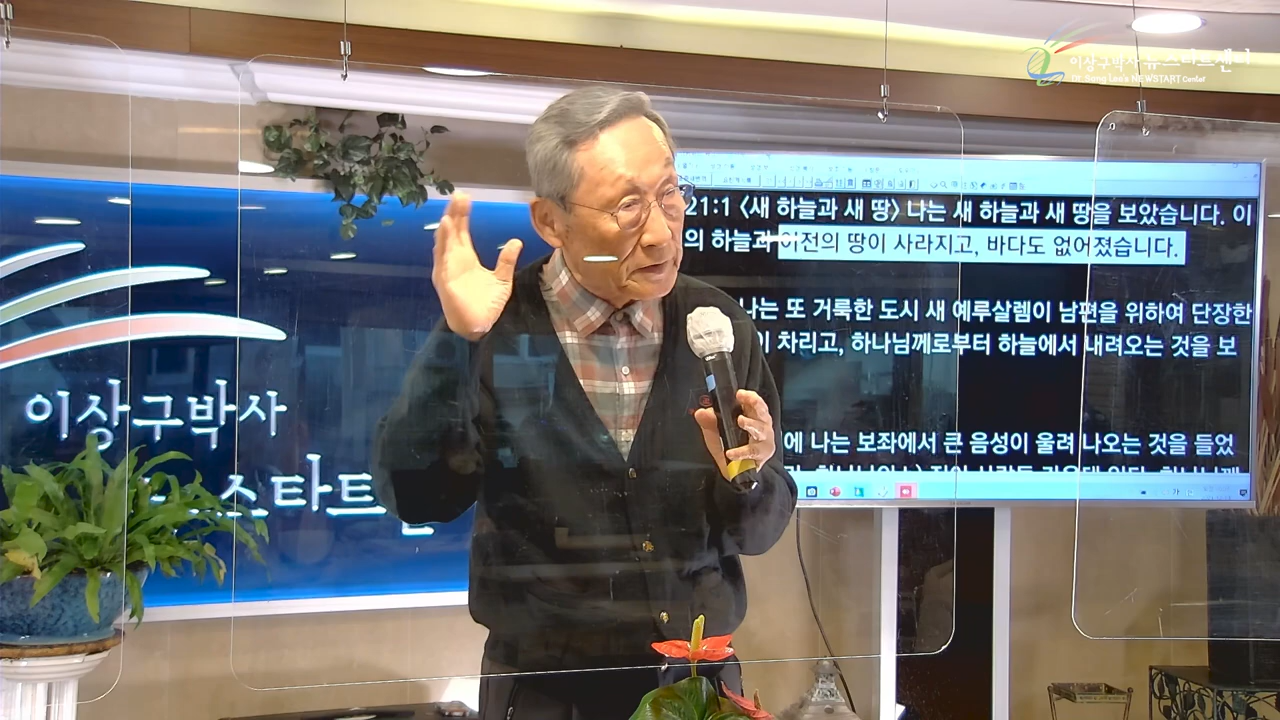 이상구박사 뉴스타트센터
Dr. Sang Lee's NEWSTART Center
21:1 <새 하늘과 새 땅> 나는 새 하늘과 새 땅을 보았습니다. 이
의 하늘과 이전의 땅이 사라지고, 바다도 없어졌습니다.
나는 또 거룩한 도시 새 예루살렘이 남편을 위하여 단장한
차리고, 하나님께로부터 하늘에서 내려오는 것을 보
에 나는 보좌에서 큰 음성이 울려 나오는 것을 들었
이상구박사
스타트